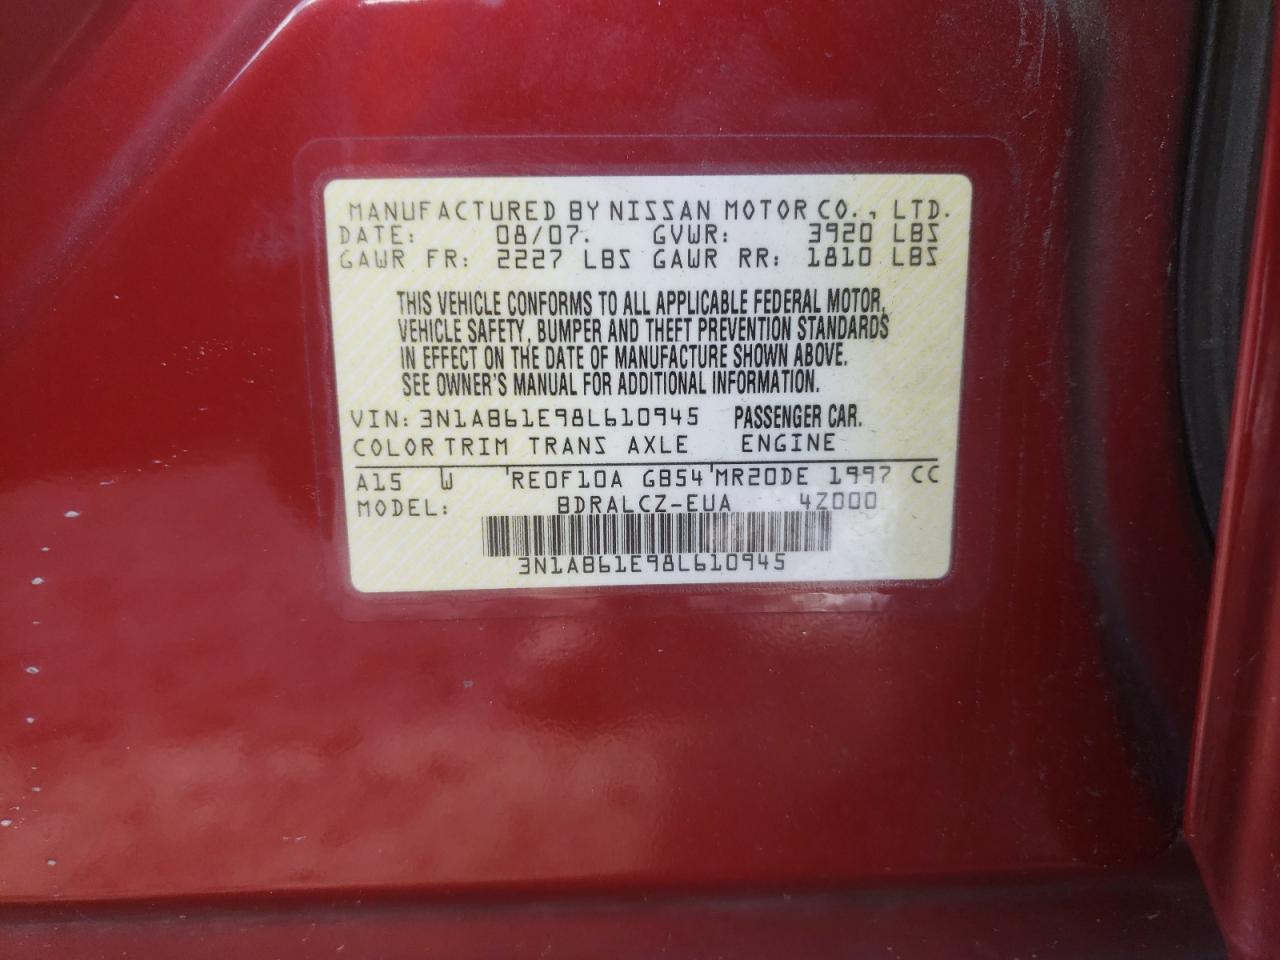 MANUFACTURED BY NISSAN MOTOR CO., LTD.
DATE: 08/07. GVWR: 3920 LBS
GAWR FR: 2227 LBS GAWR RR: 1810 LBS
THIS VEHICLE CONFORMS TO ALL APPLICABLE FEDERAL MOTOR,
VEHICLE SAFETY, BUMPER AND THEFT PREVENTION STANDARDS
IN EFFECT ON THE DATE OF MANUFACTURE SHOWN ABOVE.
SEE OWNER'S MANUAL FOR ADDITIONAL INFORMATION.
VIN: 3N1AB61E98L610945 PASSENGER CAR.
COLOR TRIM TRANS AXLE ENGINE
A15 W RE0F10A GB54 MR20DE 1997 CC
MODEL: BDRALCZ-EUA 4Z000
3N1AB61E98L610945